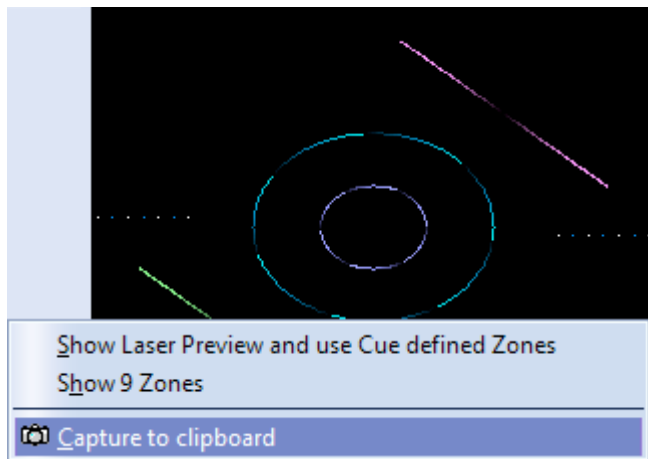 Show Laser Preview and use Cue defined Zones
Show 9 Zones
Capture to clipboard